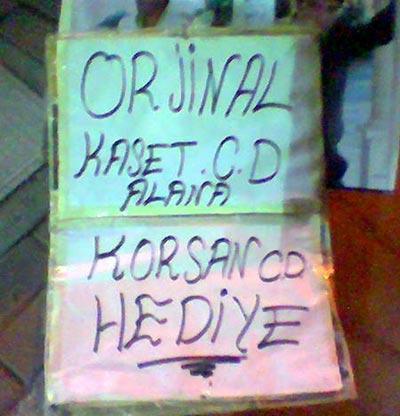 ORJİNAL
KASET.C.D
ALANA
KORSAN CD
HEDİYE